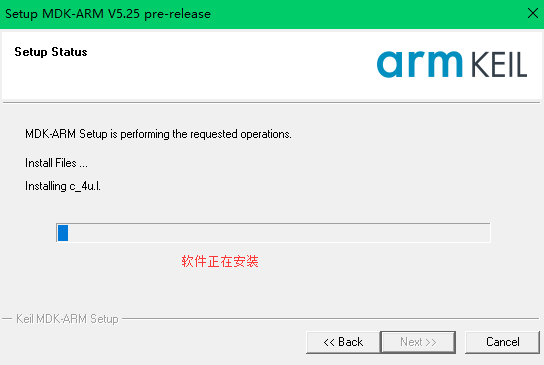 Setup MDK-ARM V5.25 pre-release
Setup Status
arm KEIL
MDK-ARM Setup is performing the requested operations.
Install Files ...
Installing c_4u.l.
软件正在安装
Keil MDK-ARM Setup
<< Back
Next >>
Cancel